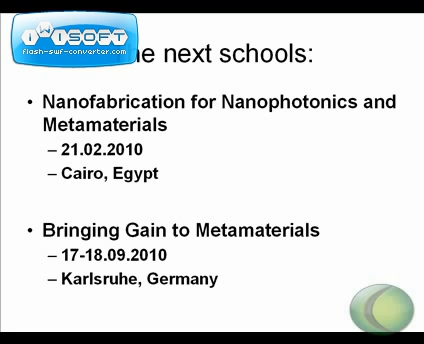 iWiSOFT
flash-swf-converter.com
he next schools:
• Nanofabrication for Nanophotonics and
Metamaterials
– 21.02.2010
– Cairo, Egypt
• Bringing Gain to Metamaterials
– 17-18.09.2010
– Karlsruhe, Germany